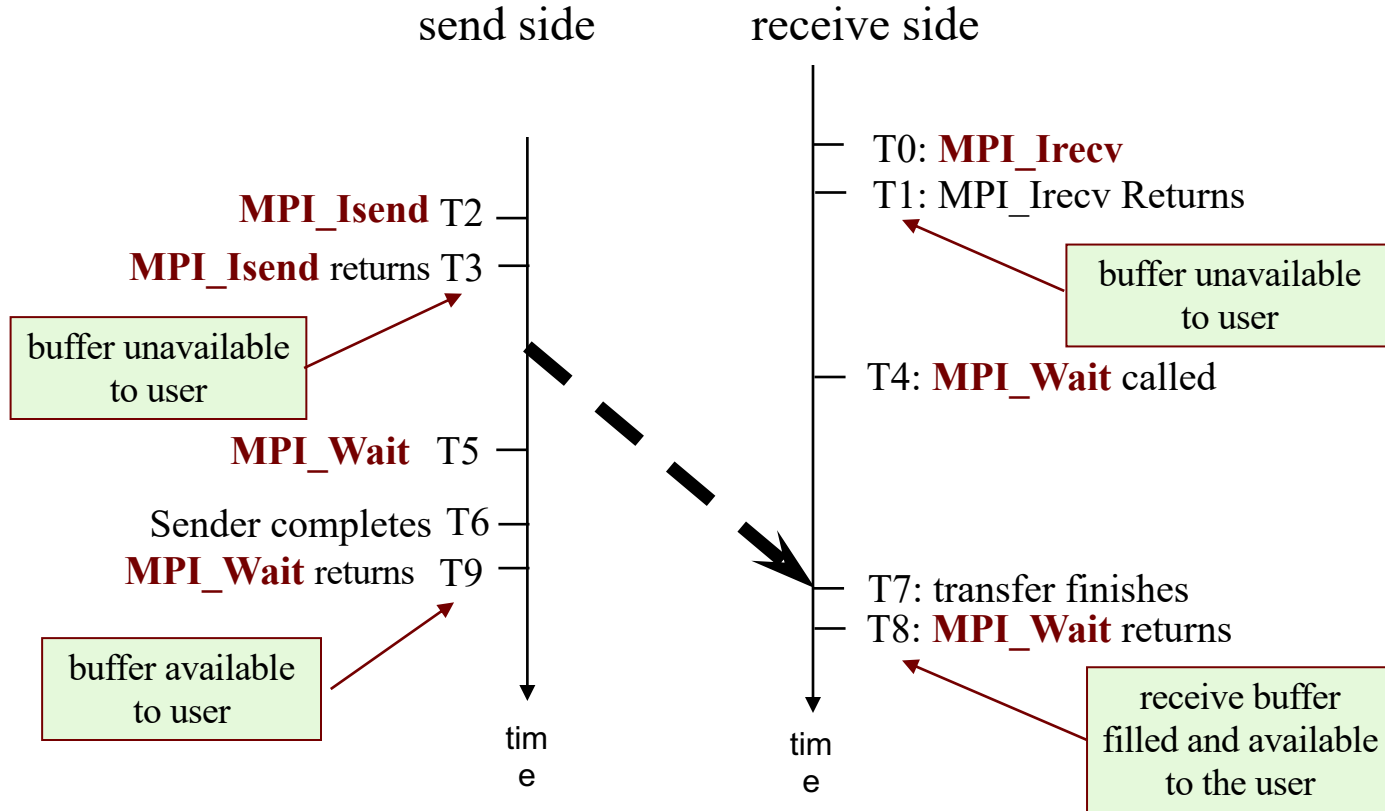 send side
receive side
T0: MPI_Irecv
T1: MPI_Irecv Returns
MPI_Isend T2
MPI_Isend returns T3
buffer unavailable
to user
buffer unavailable
to user
T4: MPI_Wait called
MPI_Wait T5
Sender completes T6
MPI_Wait returns T9
T7: transfer finishes
T8: MPI_Wait returns
buffer available
to user
receive buffer
filled and available
to the user
tim
e
tim
e